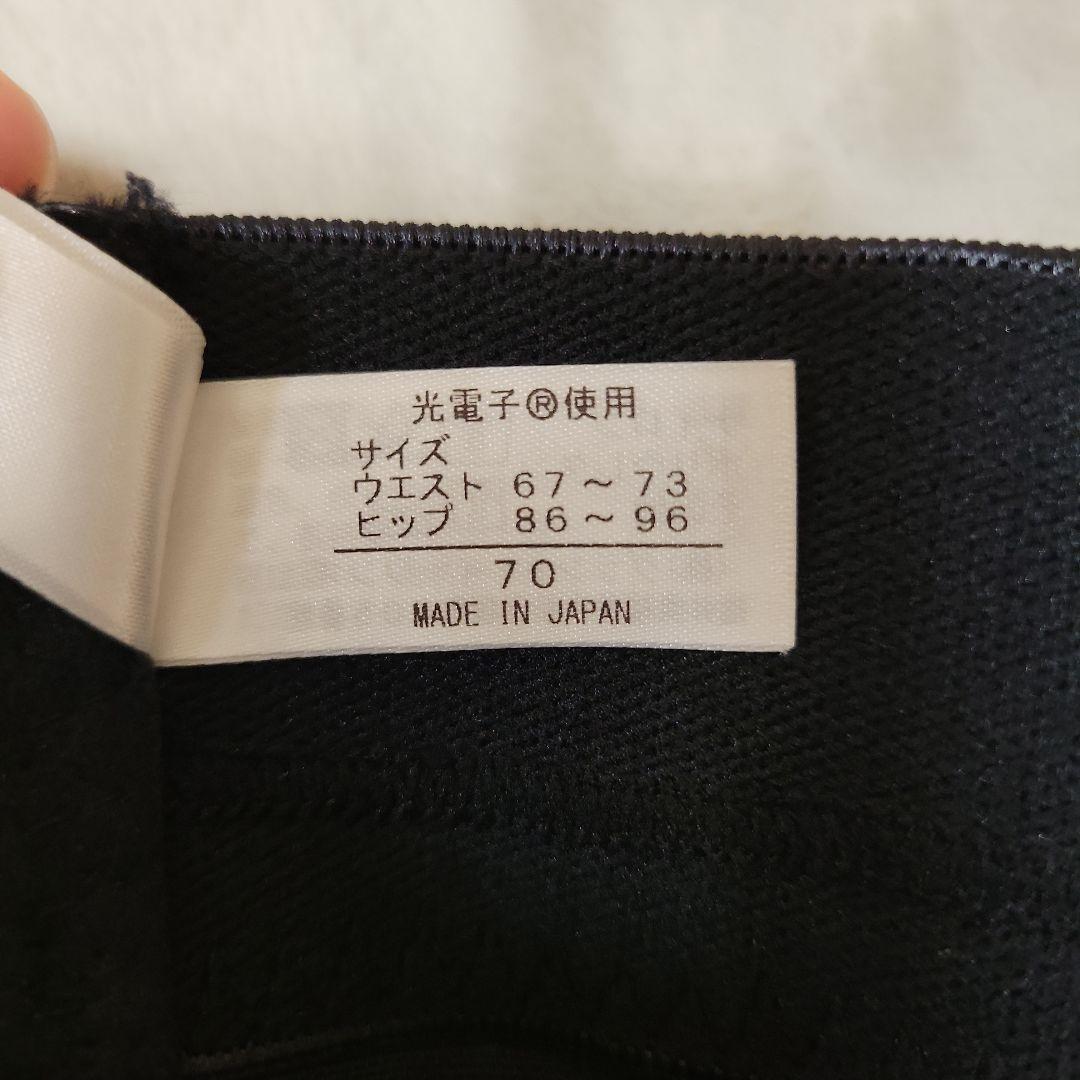 光電子®使用
サイズ
ウエスト 67～73
ヒップ 86～96
70
MADE IN JAPAN